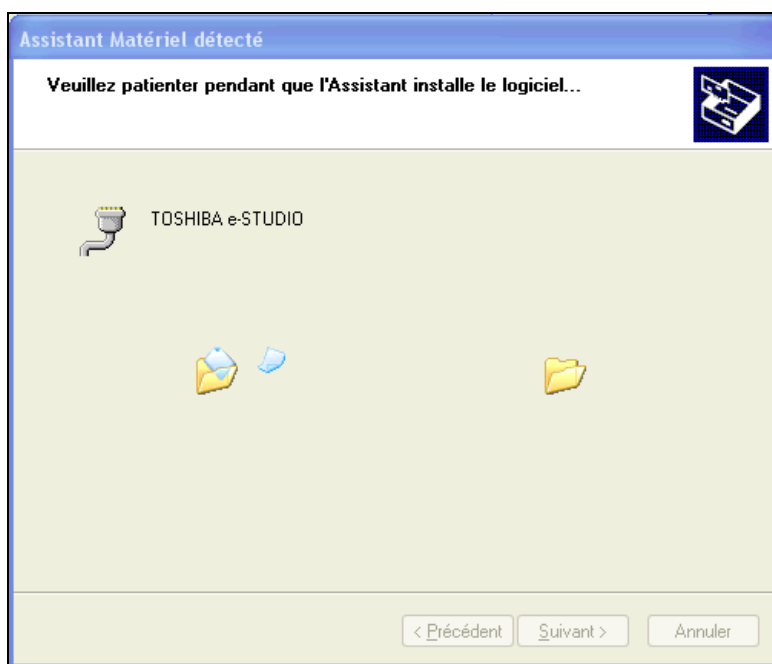 Assistant Matériel détecté
Veuillez patienter pendant que l'Assistant installe le logiciel...
TOSHIBA e-STUDIO
< Précédent Suivant > Annuler